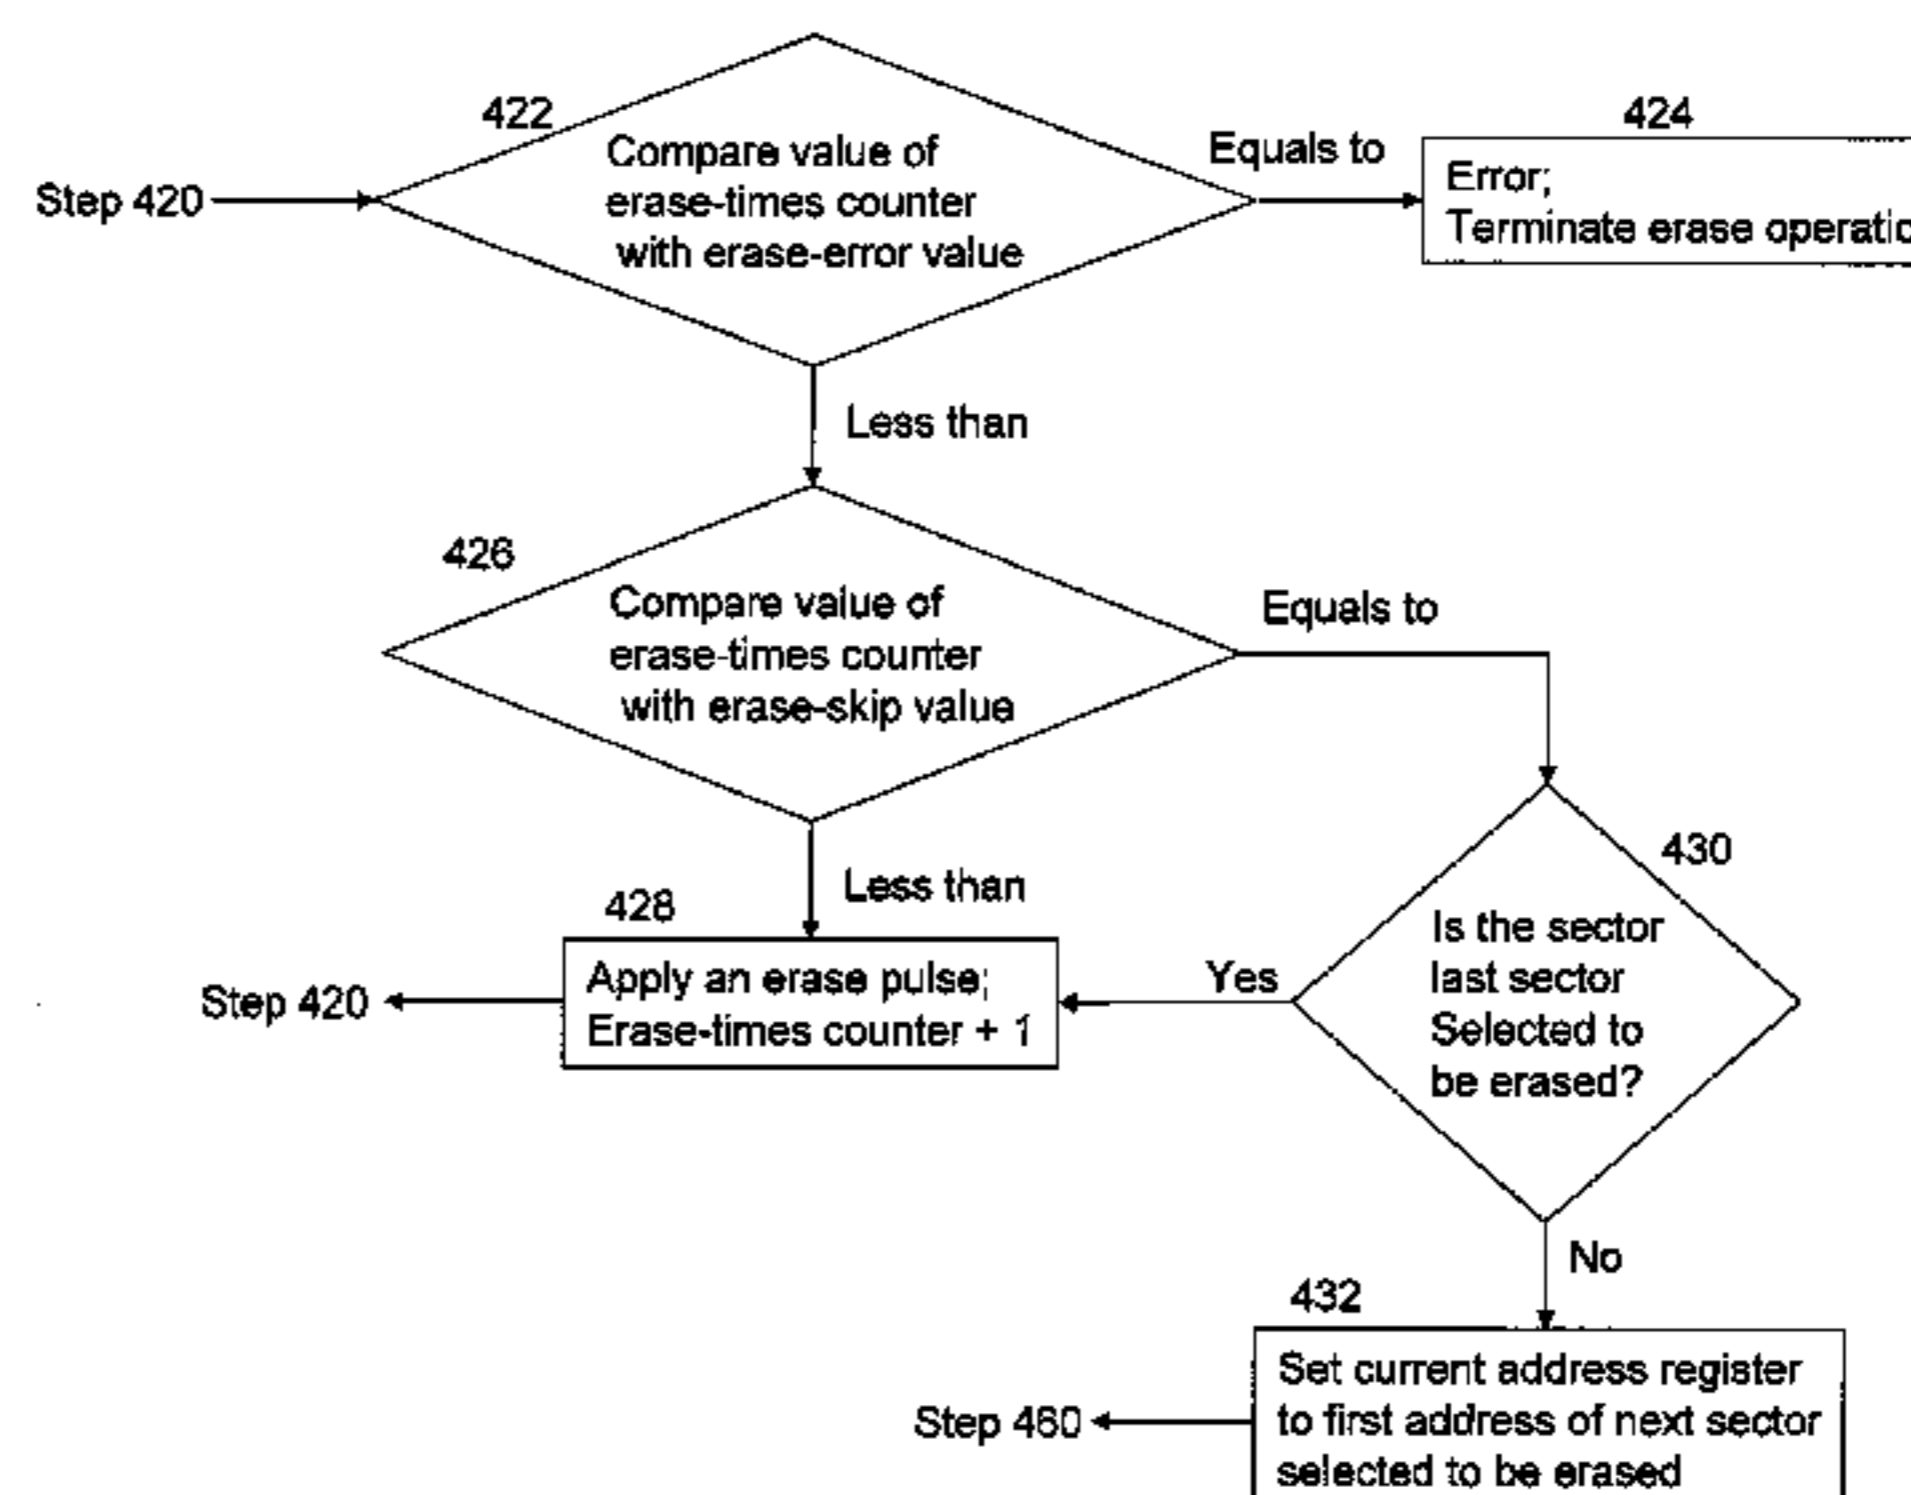 422
Compare value of
erase-times counter
with erase-error value
Step 420
Equals to
424
Error;
Terminate erase
Less than
426
Compare value of
erase-times counter
with erase-skip value
Equals to
Less than
428
Apply an erase pulse;
Erase-times counter + 1
Step 420
Yes
430
Is the sector
last sector
Selected to
be erased?
No
432
Set current address register
to first address of next sector
selected to be erased
Step 460